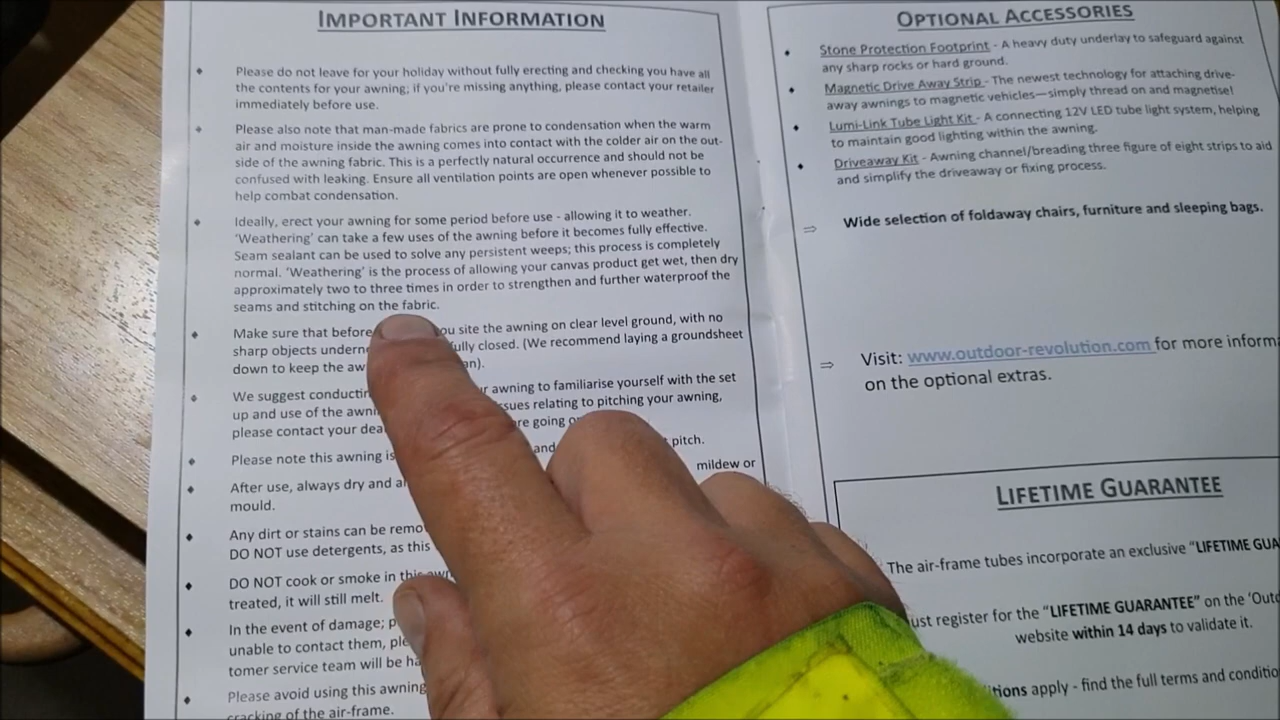 IMPORTANT INFORMATION
Please do not leave for your holiday without fully erecting and checking you have all
the contents for your awning; if you're missing anything, please contact your retailer
immediately before use.
Please also note that man-made fabrics are prone to condensation when the warm
air and moisture inside the awning comes into contact with the colder air on the out-
side of the awning fabric. This is a perfectly natural occurrence and should not be
confused with leaking. Ensure all ventilation points are open whenever possible to
help combat condensation.
Ideally, erect your awning for some period before use - allowing it to weather.
'Weathering' can take a few uses of the awning before it becomes fully effective.
Seam sealant can be used to solve any persistent weeps; this process is completely
normal. 'Weathering' is the process of allowing your canvas product get wet, then dry
approximately two to three times in order to strengthen and further waterproof the
seams and stitching on the fabric.
Make sure that before you site the awning on clear level ground, with no
sharp objects fully closed. (We recommend laying a groundsheet
down to keep the
We suggest awning to familiarise yourself with the set
up and use of the relating to pitching your awning,
please contact your are going
Please note this awning is and pitch.
After use, always dry and mildew or
mould.
Any dirt or stains can be
DO NOT use detergents, as this
DO NOT cook or smoke in this
treated, it will still melt.
In the event of damage;
unable to contact them,
tomer service team will be
Please avoid using this awning
cracking of the air-frame.
OPTIONAL ACCESSORIES
Stone Protection Footprint - A heavy duty underlay to safeguard against
any sharp rocks or hard ground.
Magnetic Drive Away Strip - The newest technology for attaching drive-
away awnings to magnetic vehicles—simply thread on and magnetise!
Lumi-Link Tube Light Kit - A connecting 12V LED tube light system, helping
to maintain good lighting within the awning.
Driveaway Kit - Awning channel/breading three figure of eight strips to aid
and simplify the driveaway or fixing process.
Wide selection of foldaway chairs, furniture and sleeping bags.
Visit: www.outdoor-revolution.com for more
on the optional extras.
LIFETIME GUARANTEE
The air-frame tubes incorporate an exclusive "LIFETIME
register for the "LIFETIME GUARANTEE" on the
website within 14 days to validate it.
apply - find the full terms and